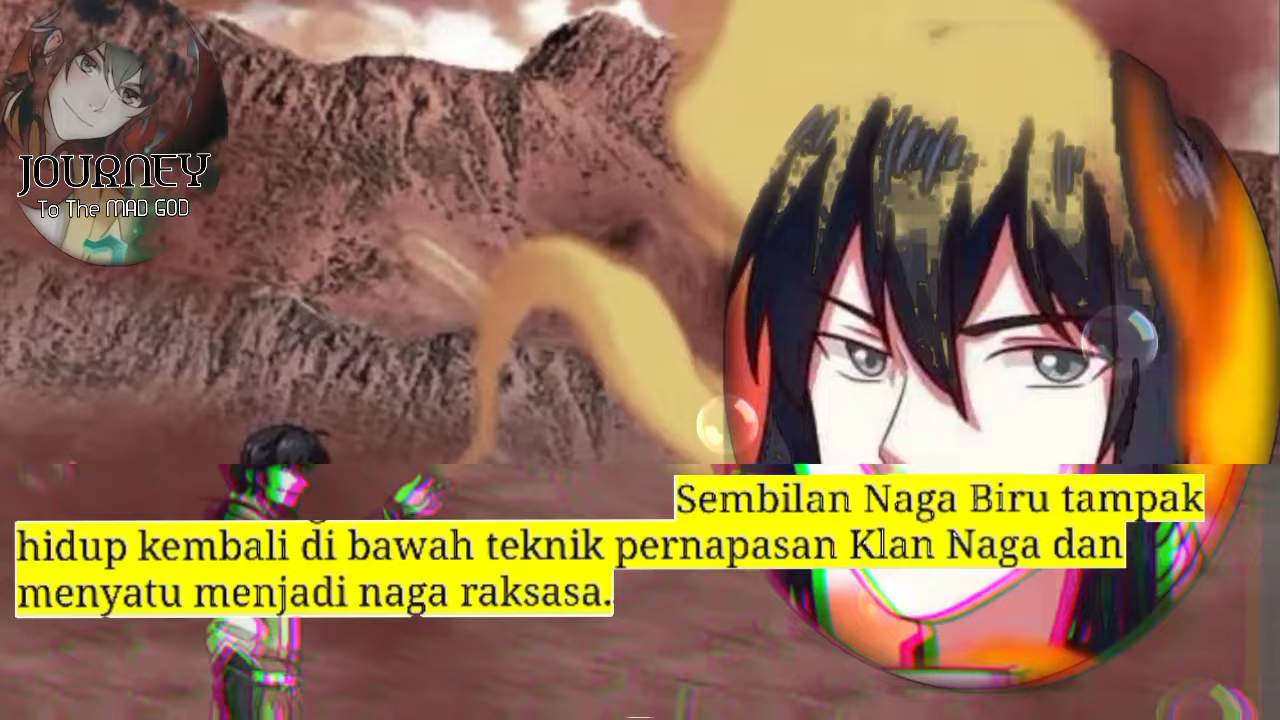 JOURNEY
To The MAD GOD
Sembilan Naga Biru tampak
hidup kembali di bawah teknik pernapasan Klan Naga dan
menyatu menjadi naga raksasa.